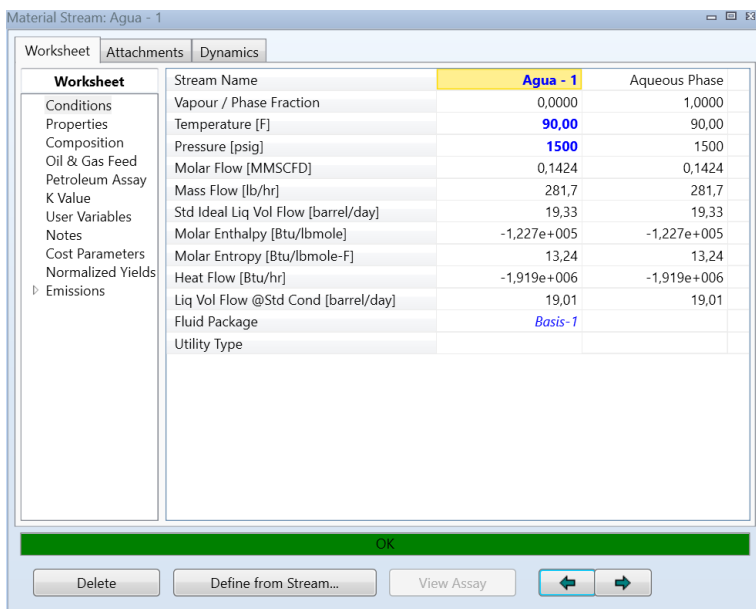 Material Stream: Agua - 1
Worksheet Attachments Dynamics
Worksheet
Conditions
Properties
Composition
Oil & Gas Feed
Petroleum Assay
K Value
User Variables
Notes
Cost Parameters
Normalized Yields
Emissions
Stream Name Agua - 1 Aqueous Phase
Vapour / Phase Fraction 0,0000 1,0000
Temperature [F] 90,00 90,00
Pressure [psig] 1500 1500
Molar Flow [MMSCFD] 0,1424 0,1424
Mass Flow [lb/hr] 281,7 281,7
Std Ideal Liq Vol Flow [barrel/day] 19,33 19,33
Molar Enthalpy [Btu/lbmole] -1,227e+005 -1,227e+005
Molar Entropy [Btu/lbmole-F] 13,24 13,24
Heat Flow [Btu/hr] -1,919e+006 -1,919e+006
Liq Vol Flow @Std Cond [barrel/day] 19,01 19,01
Fluid Package Basis-1
Utility Type
OK
Delete Define from Stream... View Assay